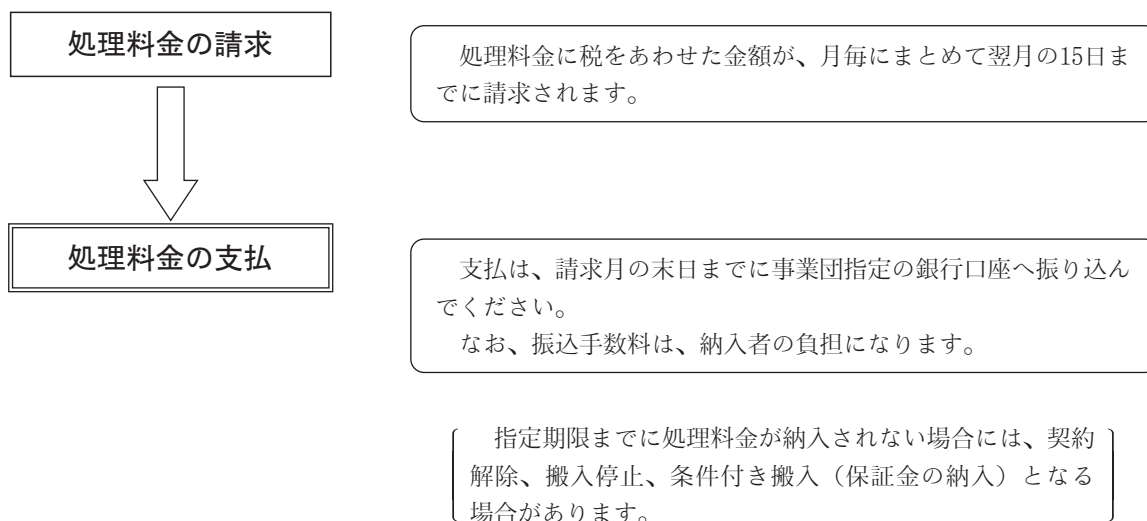 処理料金の請求
処理料金に税をあわせた金額が、月毎にまとめて翌月の15日ま
でに請求されます。
処理料金の支払
支払は、請求月の末日までに事業団指定の銀行口座へ振り込ん
でください。
なお、振込手数料は、納入者の負担になります。
指定期限までに処理料金が納入されない場合には、契約
解除、搬入停止、条件付き搬入（保証金の納入）となる
場合があります。